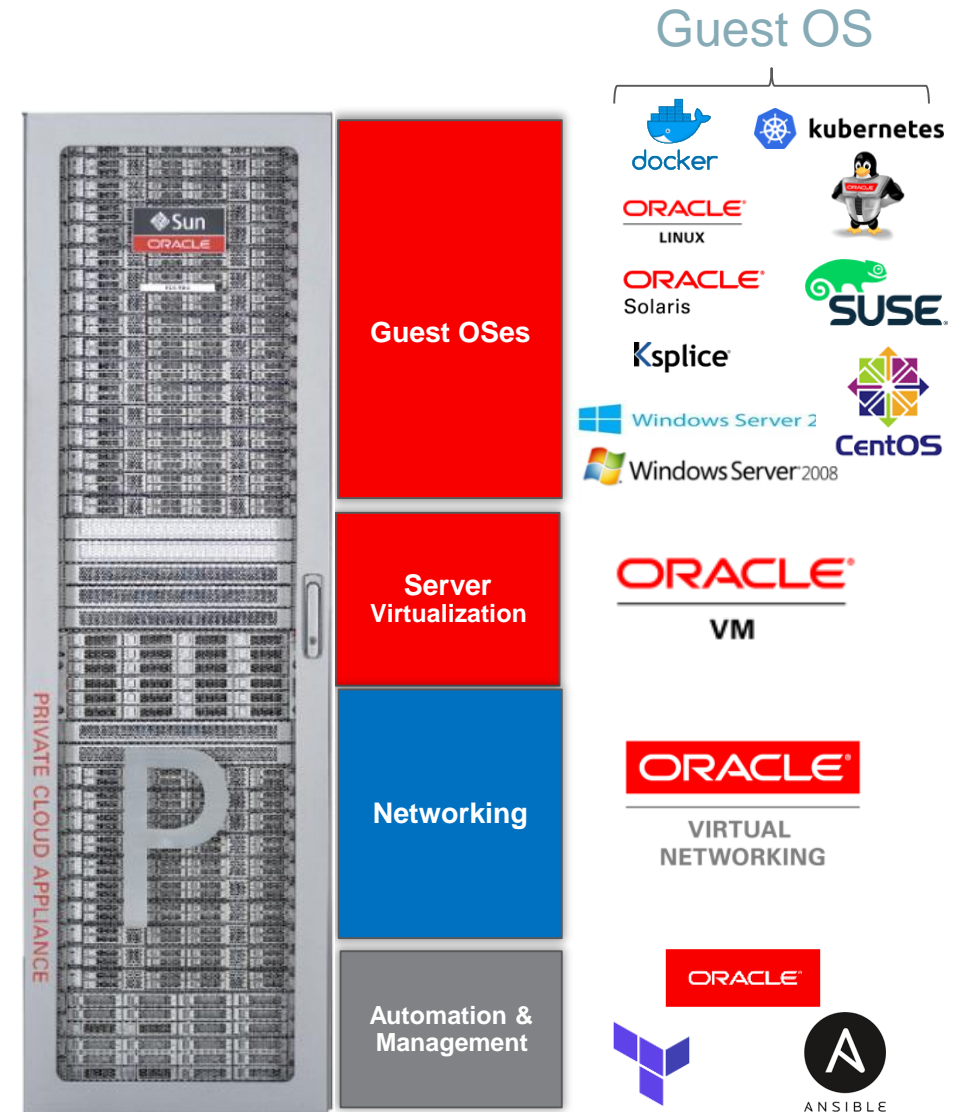 Guest OS
docker
kubernetes
ORACLE
ORACLE®
LINUX
ORACLE®
Solaris
SUSE
Ksplice
Windows Server 2
CentOS
Windows Server 2008
Sun
ORACLE
PRIVATE CLOUD APPLIANCE
P
Guest OSes
Server
Virtualization
ORACLE®
VM
Networking
ORACLE®
VIRTUAL
NETWORKING
Automation &
Management
ORACLE®
ANSIBLE